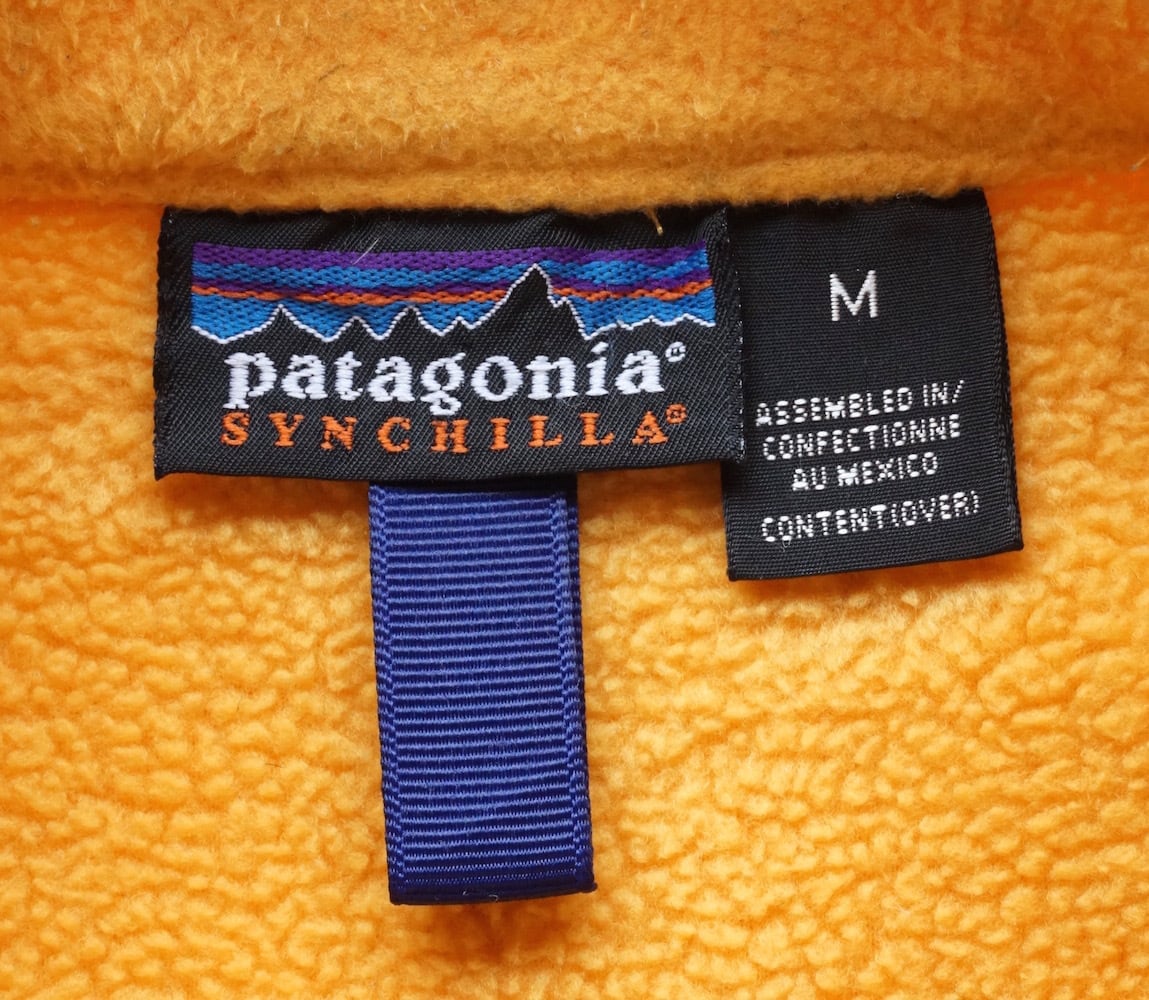 patagonia®
SYNCHILLA®
M
ASSEMBLED IN/
CONFECTIONNE
AU MEXICO
CONTENT(OVER)